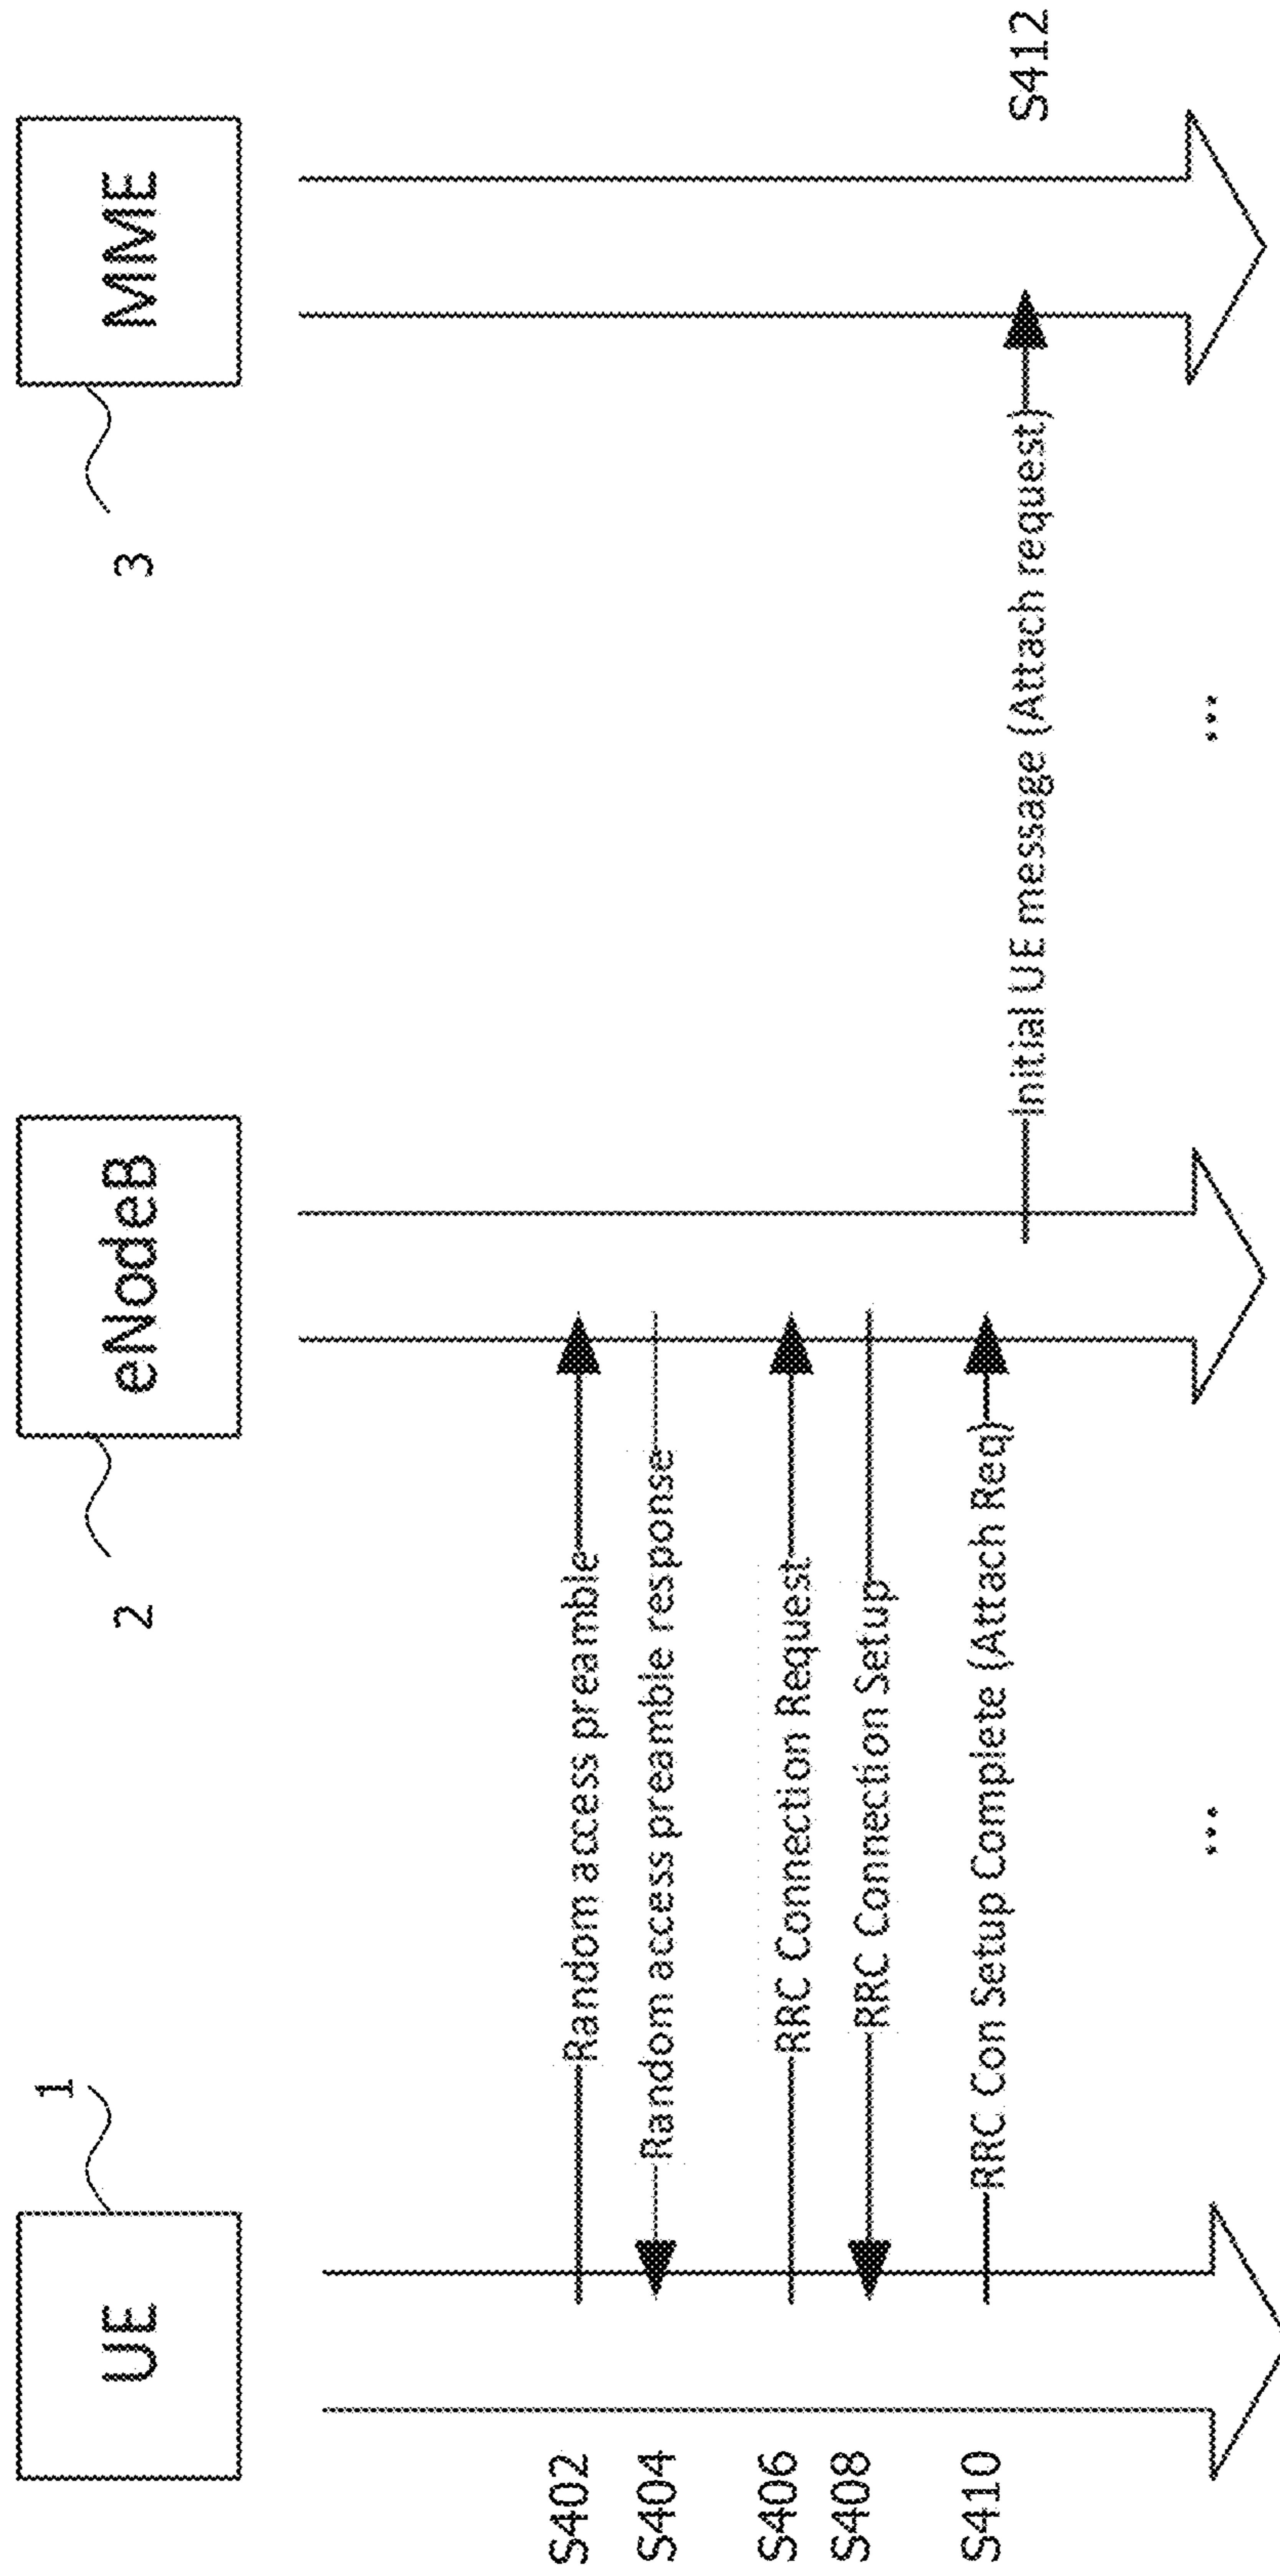 UE
1
eNodeB
2
MME
3
S402
Random access preamble
S404
Random access preamble response
S406
RRC Connection Request
S408
RRC Connection Setup
S410
RRC Con Setup Complete (Attach Req)
Initial UE message (Attach request)
S412
...
...